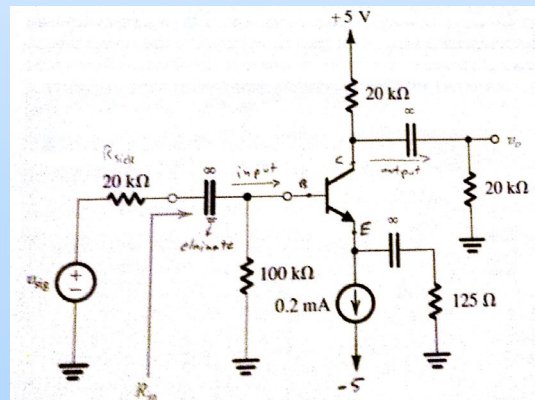 +5 V
20 kΩ
∞
C
output
v_o
20 kΩ
R_sick
20 kΩ
∞
input
B
eliminate
E
∞
v_sig
100 kΩ
0.2 mA
125 Ω
-5
R_in